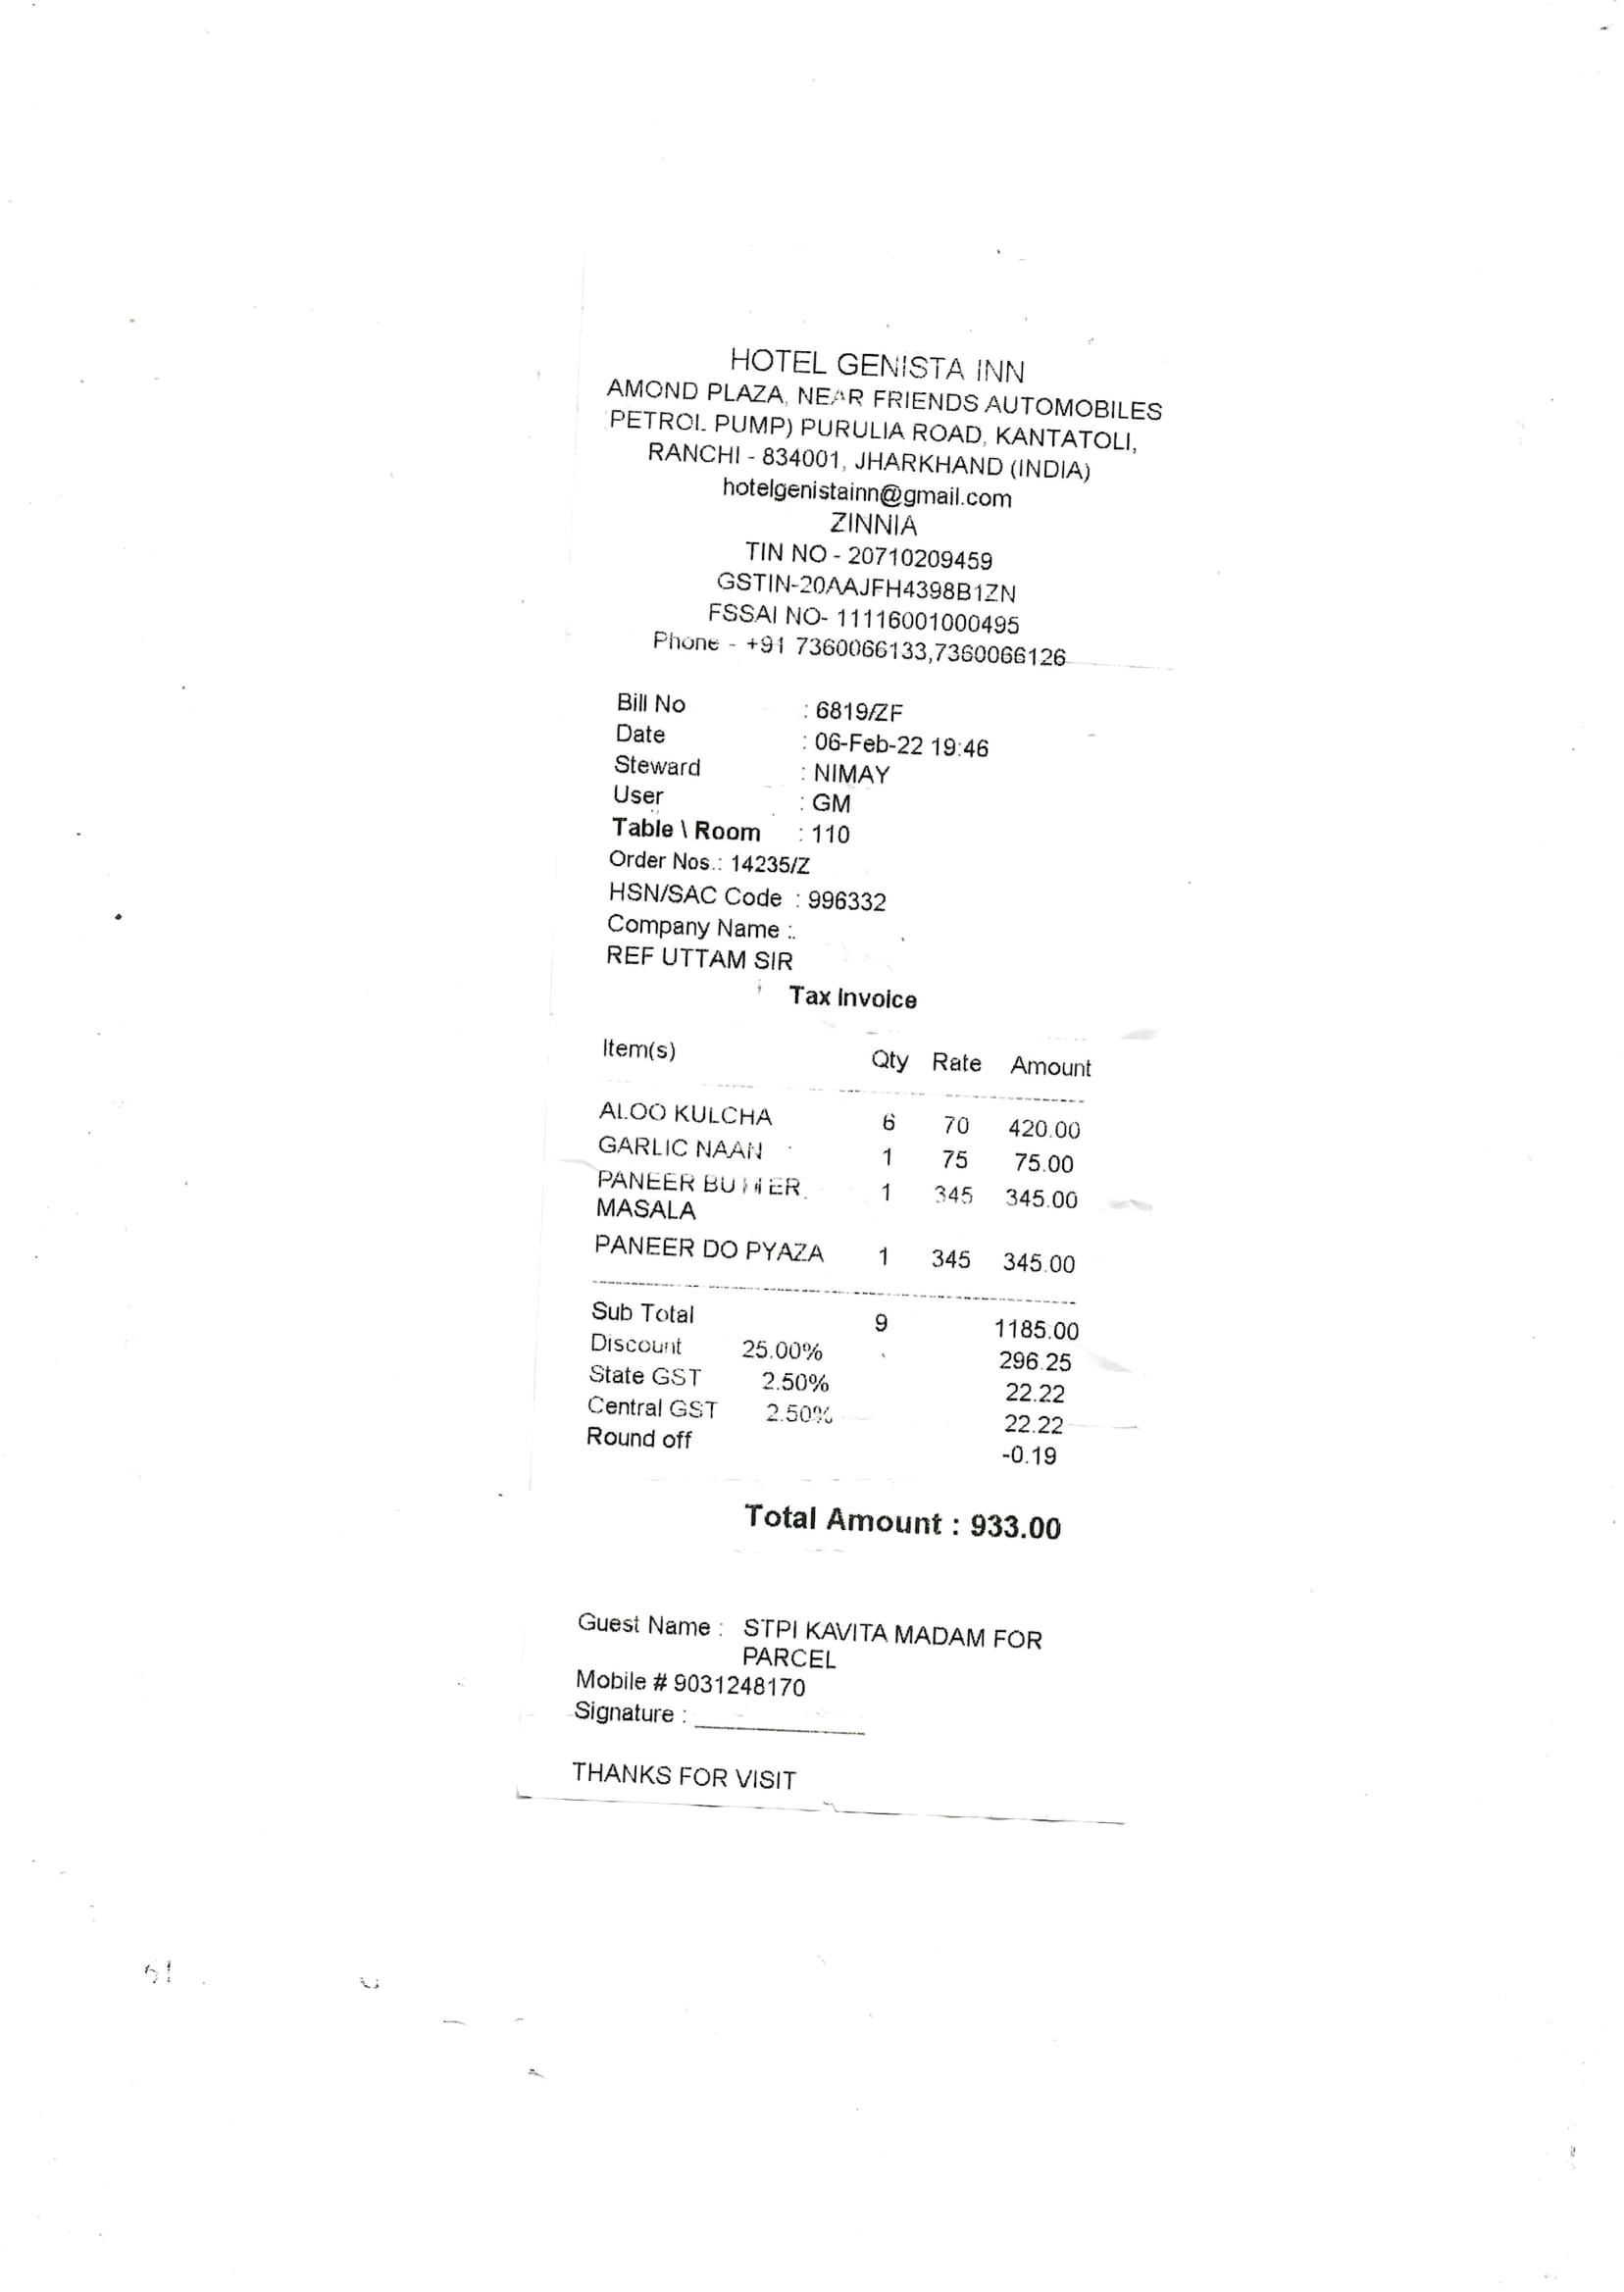 HOTEL GENISTA INN
AMOND PLAZA, NEAR FRIENDS AUTOMOBILES
PETROL PUMP) PURULIA ROAD, KANTATOLI,
RANCHI - 834001, JHARKHAND (INDIA)
hotelgenistainn@gmail.com
ZINNIA
TIN NO - 20710209459
GSTIN-20AAJFH4398B1ZN
FSSAI NO- 11116001000495
Phone - +91 7360066133,7360066126
Bill No : 6819/ZF
Date : 06-Feb-22 19:46
Steward : NIMAY
User : GM
Table \ Room : 110
Order Nos.: 14235/Z
HSN/SAC Code : 996332
Company Name :.
REF UTTAM SIR
Tax Invoice
Item(s) Qty Rate Amount
ALOO KULCHA 6 70 420.00
GARLIC NAAN 1 75 75.00
PANEER BUTTER 1 345 345.00
MASALA
PANEER DO PYAZA 1 345 345.00
Sub Total 9 1185.00
Discount 25.00% 296.25
State GST 2.50% 22.22
Central GST 2.50% 22.22
Round off -0.19
Total Amount : 933.00
Guest Name : STPI KAVITA MADAM FOR
PARCEL
Mobile # 9031248170
Signature :
THANKS FOR VISIT